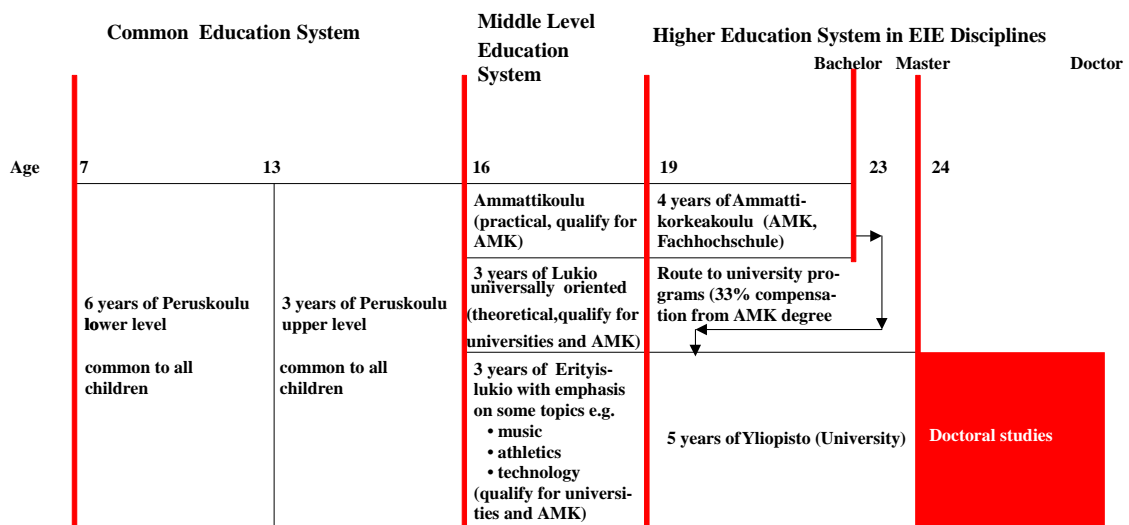 Common Education System
Middle Level
Education
System
Higher Education System in EIE Disciplines
Bachelor Master Doctor
Age 7 13 16 19 23 24
6 years of Peruskoulu
lower level
common to all
children
3 years of Peruskoulu
upper level
common to all
children
Ammattikoulu
(practical, qualify for
AMK)
3 years of Lukio
universally oriented
(theoretical,qualify for
universities and AMK)
3 years of Erityis-
lukio with emphasis
on some topics e.g.
• music
• athletics
• technology
(qualify for universi-
ties and AMK)
4 years of Ammatti-
korkeakoulu (AMK,
Fachhochschule)
Route to university pro-
grams (33% compensa-
tion from AMK degree
5 years of Yliopisto (University)
Doctoral studies